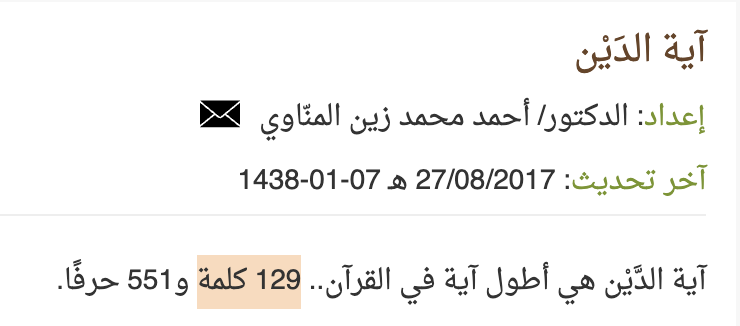 آية الدَيْن
إعداد: الدكتور/ أحمد محمد زين المنّاوي
آخر تحديث: 27/08/2017 هـ 07-01-1438
آية الدَّيْن هي أطول آية في القرآن.. 129 كلمة و551 حرفًا.